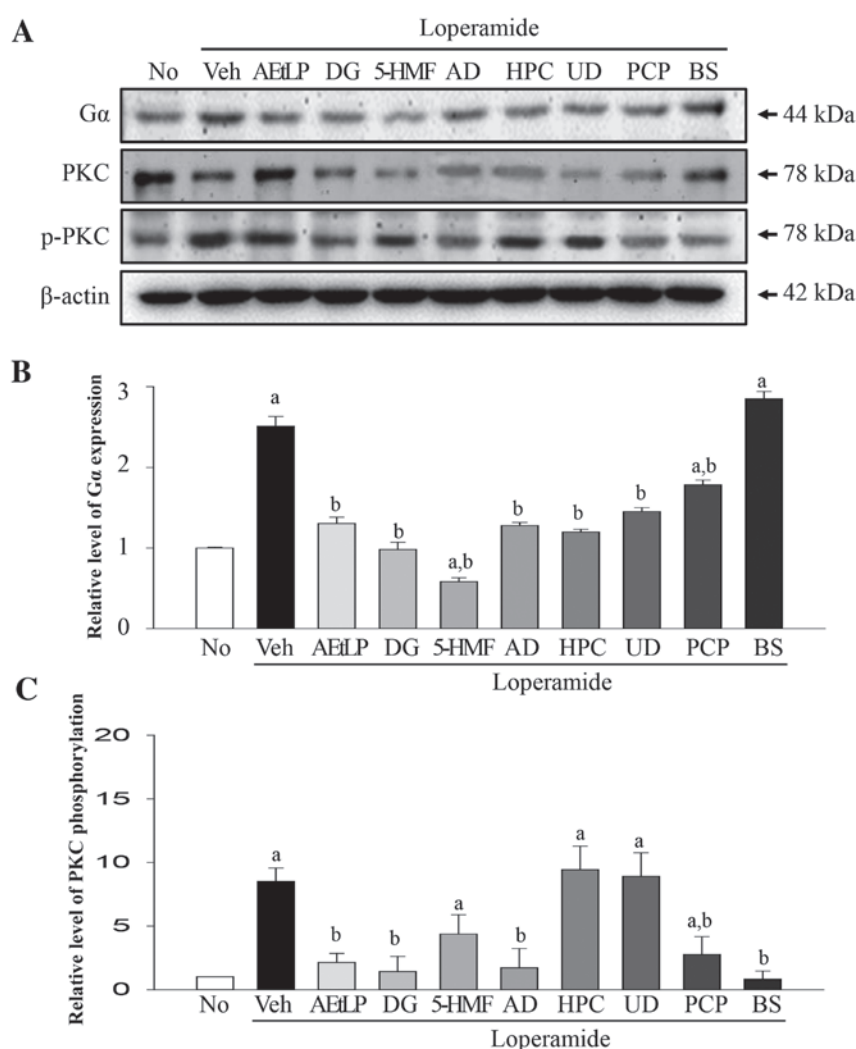 A
Loperamide
No Veh AEtLP DG 5-HMF AD HPC UD PCP BS
Gα 44 kDa
PKC 78 kDa
p-PKC 78 kDa
β-actin 42 kDa
B
Relative level of Gα expression
3
2
1
0
a
b
b
a,b
b
b
b
a,b
a
No Veh AEtLP DG 5-HMF AD HPC UD PCP BS
Loperamide
C
Relative level of PKC phosphorylation
20
15
10
5
0
a
b
b
a
b
a
a
a,b
b
No Veh AEtLP DG 5-HMF AD HPC UD PCP BS
Loperamide